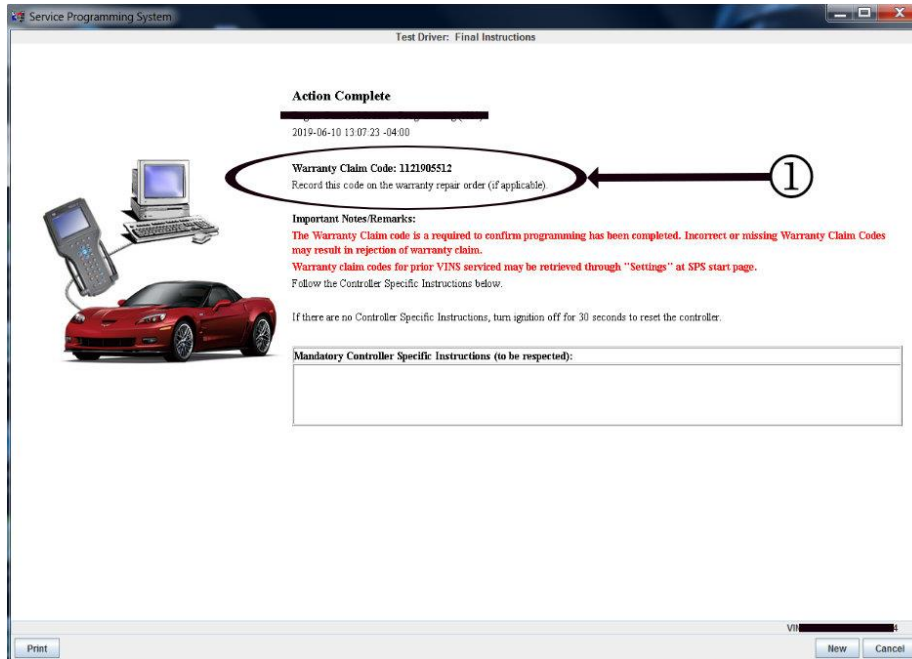 Service Programming System
Test Driver: Final Instructions
Action Complete
2019-06-10 13:07:23 -04:00
Warranty Claim Code: 1121905512
Record this code on the warranty repair order (if applicable).
1
Important Notes/Remarks:
The Warranty Claim code is a required to confirm programming has been completed. Incorrect or missing Warranty Claim Codes
may result in rejection of warranty claim.
Warranty claim codes for prior VINS serviced may be retrieved through "Settings" at SPS start page.
Follow the Controller Specific Instructions below.
If there are no Controller Specific Instructions, turn ignition off for 30 seconds to reset the controller.
Mandatory Controller Specific Instructions (to be respected):
VIN 4
Print New Cancel